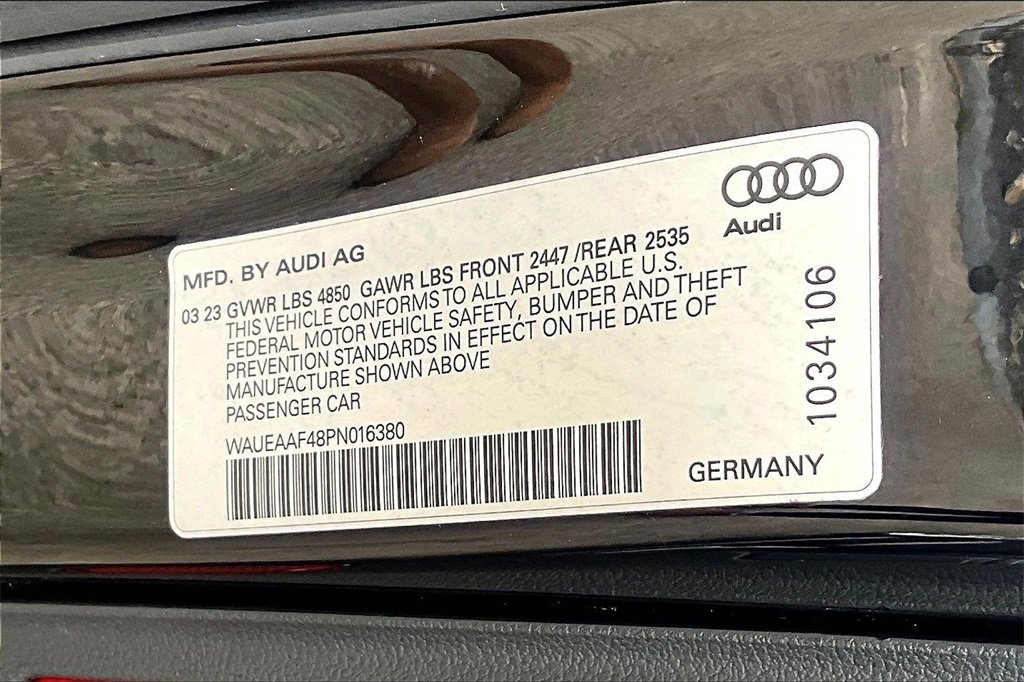 Audi
MFD. BY AUDI AG
03 23 GVWR LBS 4850 GAWR LBS FRONT 2447 /REAR 2535
THIS VEHICLE CONFORMS TO ALL APPLICABLE U.S.
FEDERAL MOTOR VEHICLE SAFETY, BUMPER AND THEFT
PREVENTION STANDARDS IN EFFECT ON THE DATE OF
MANUFACTURE SHOWN ABOVE
PASSENGER CAR
WAUEAAF48PN016380
GERMANY
1034106